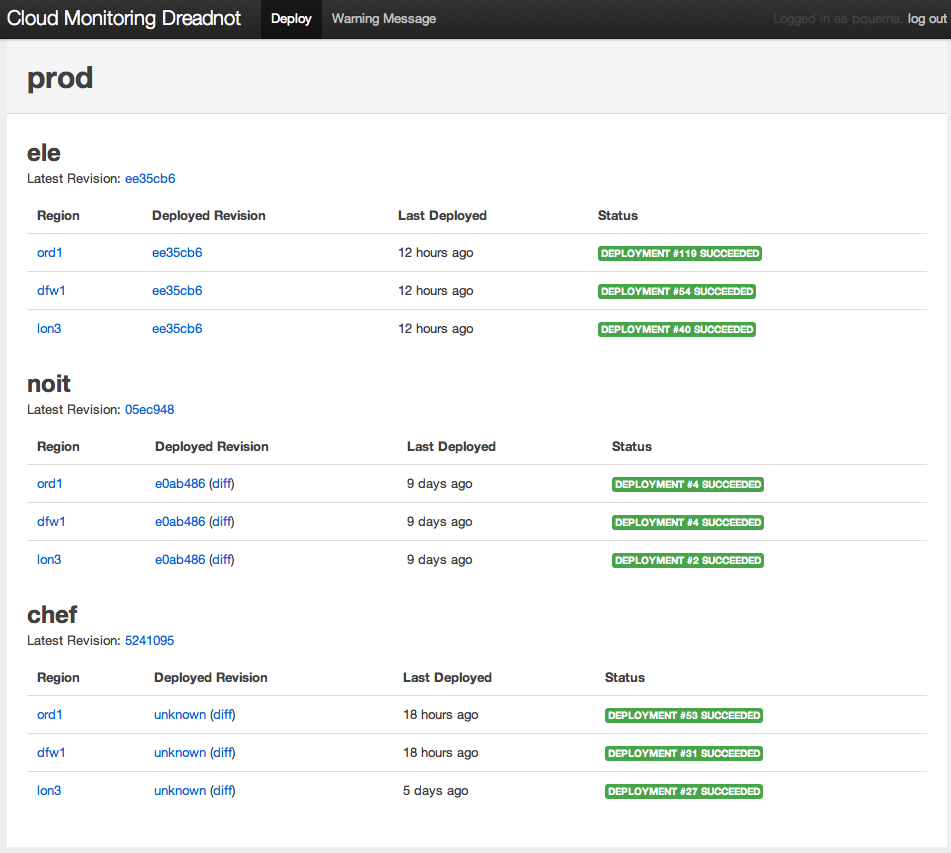 Cloud Monitoring Dreadnot Deploy Warning Message Logged in as pquerna, log out
prod
ele
Latest Revision: ee35cb6
Region Deployed Revision Last Deployed Status
ord1 ee35cb6 12 hours ago DEPLOYMENT #119 SUCCEEDED
dfw1 ee35cb6 12 hours ago DEPLOYMENT #54 SUCCEEDED
lon3 ee35cb6 12 hours ago DEPLOYMENT #40 SUCCEEDED
noit
Latest Revision: 05ec948
Region Deployed Revision Last Deployed Status
ord1 e0ab486 (diff) 9 days ago DEPLOYMENT #4 SUCCEEDED
dfw1 e0ab486 (diff) 9 days ago DEPLOYMENT #4 SUCCEEDED
lon3 e0ab486 (diff) 9 days ago DEPLOYMENT #2 SUCCEEDED
chef
Latest Revision: 5241095
Region Deployed Revision Last Deployed Status
ord1 unknown (diff) 18 hours ago DEPLOYMENT #53 SUCCEEDED
dfw1 unknown (diff) 18 hours ago DEPLOYMENT #31 SUCCEEDED
lon3 unknown (diff) 5 days ago DEPLOYMENT #27 SUCCEEDED